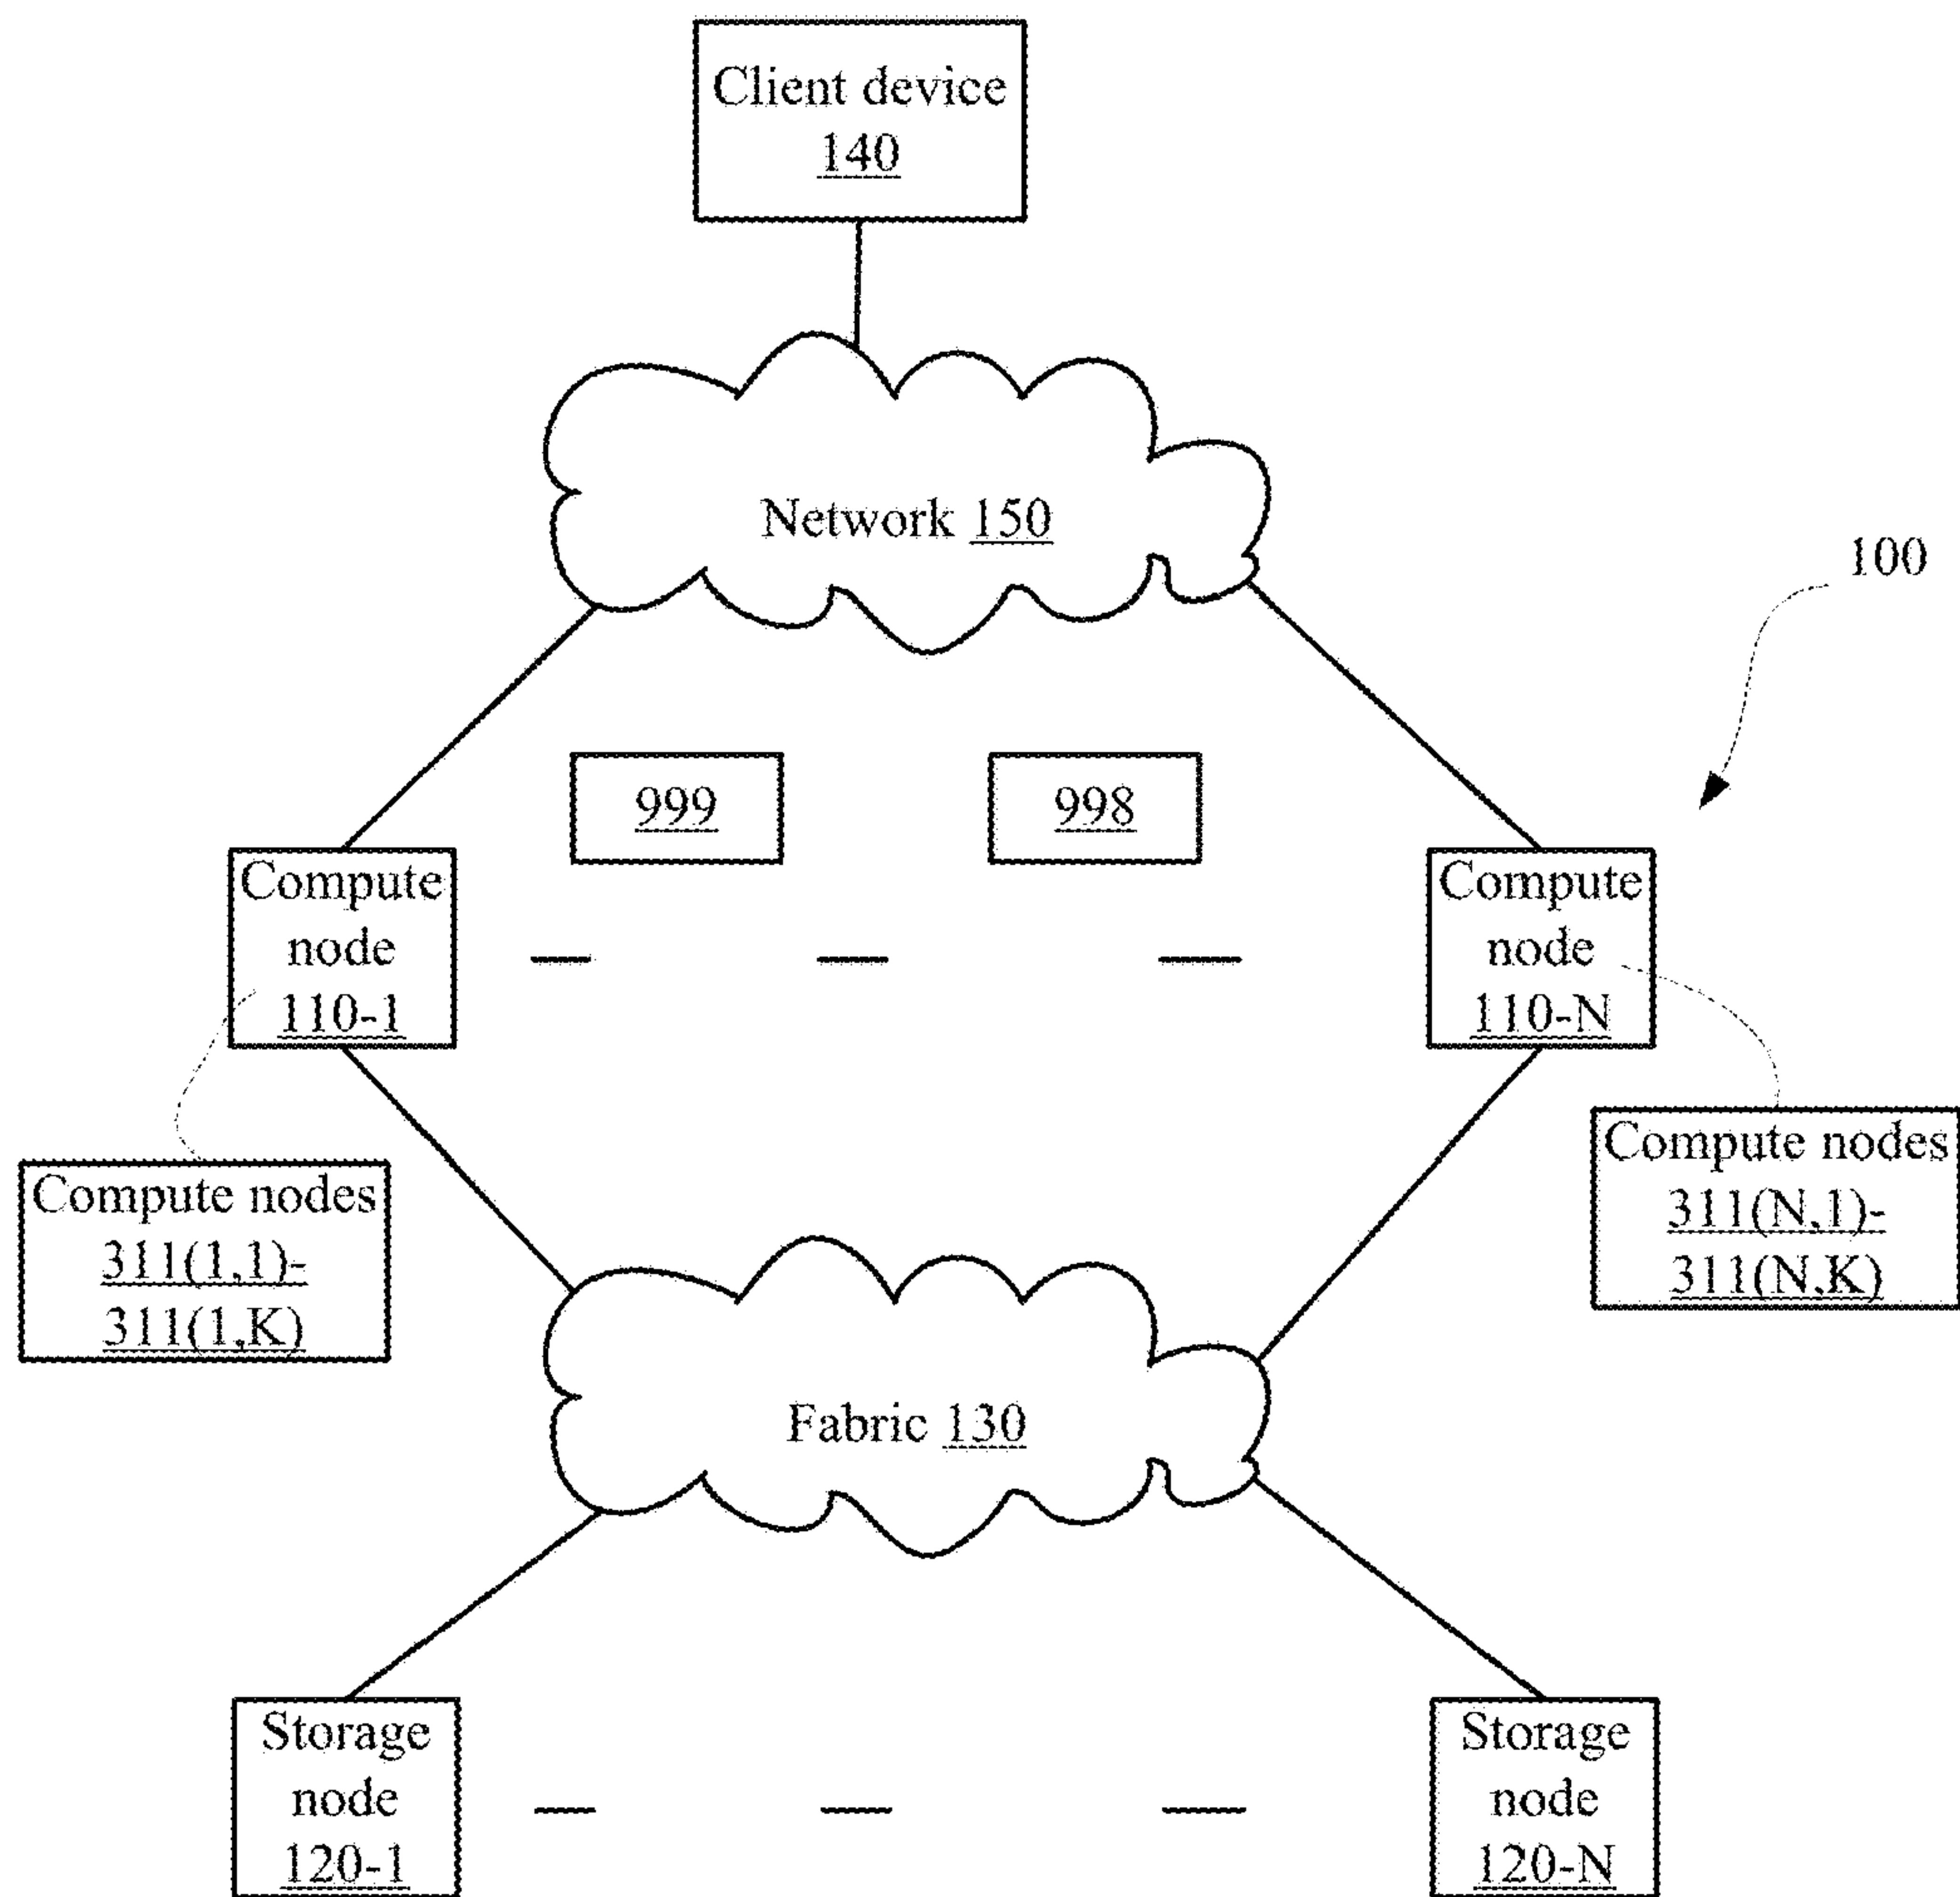 Client device
140
Network 150
100
999
998
Compute
node
110-1
Compute
node
110-N
Compute nodes
311(1,1)-
311(1,K)
Compute nodes
311(N,1)-
311(N,K)
Fabric 130
Storage
node
120-1
Storage
node
120-N